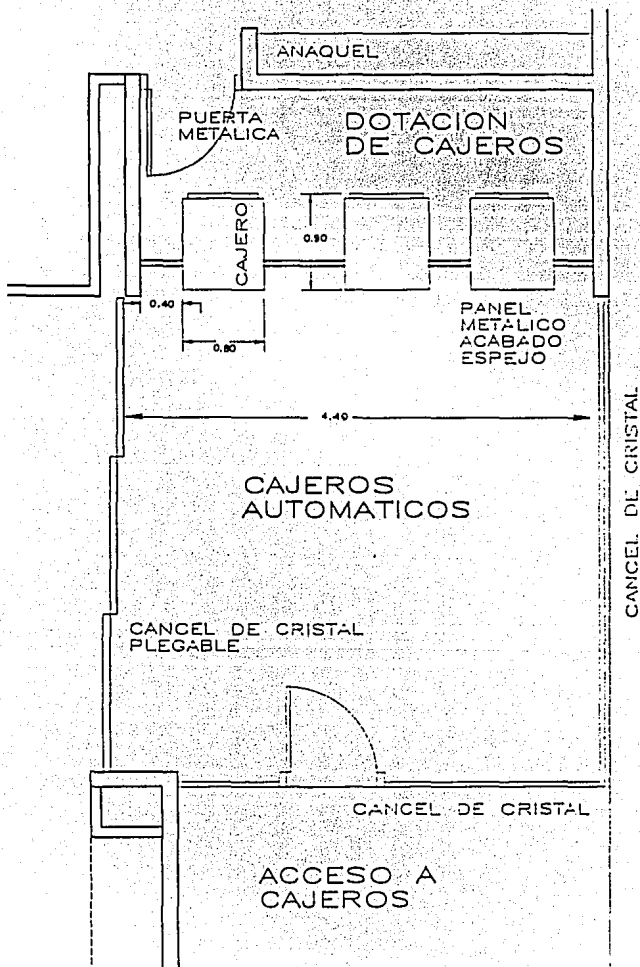 ANAQUEL
PUERTA
METALICA
DOTACION
DE CAJEROS
CAJERO
0.90
0.40
0.80
PANEL
METALICO
ACABADO
ESPEJO
4.40
CAJEROS
AUTOMATICOS
CANCEL DE CRISTAL
CANCEL DE CRISTAL
PLEGABLE
CANCEL DE CRISTAL
ACCESO A
CAJEROS